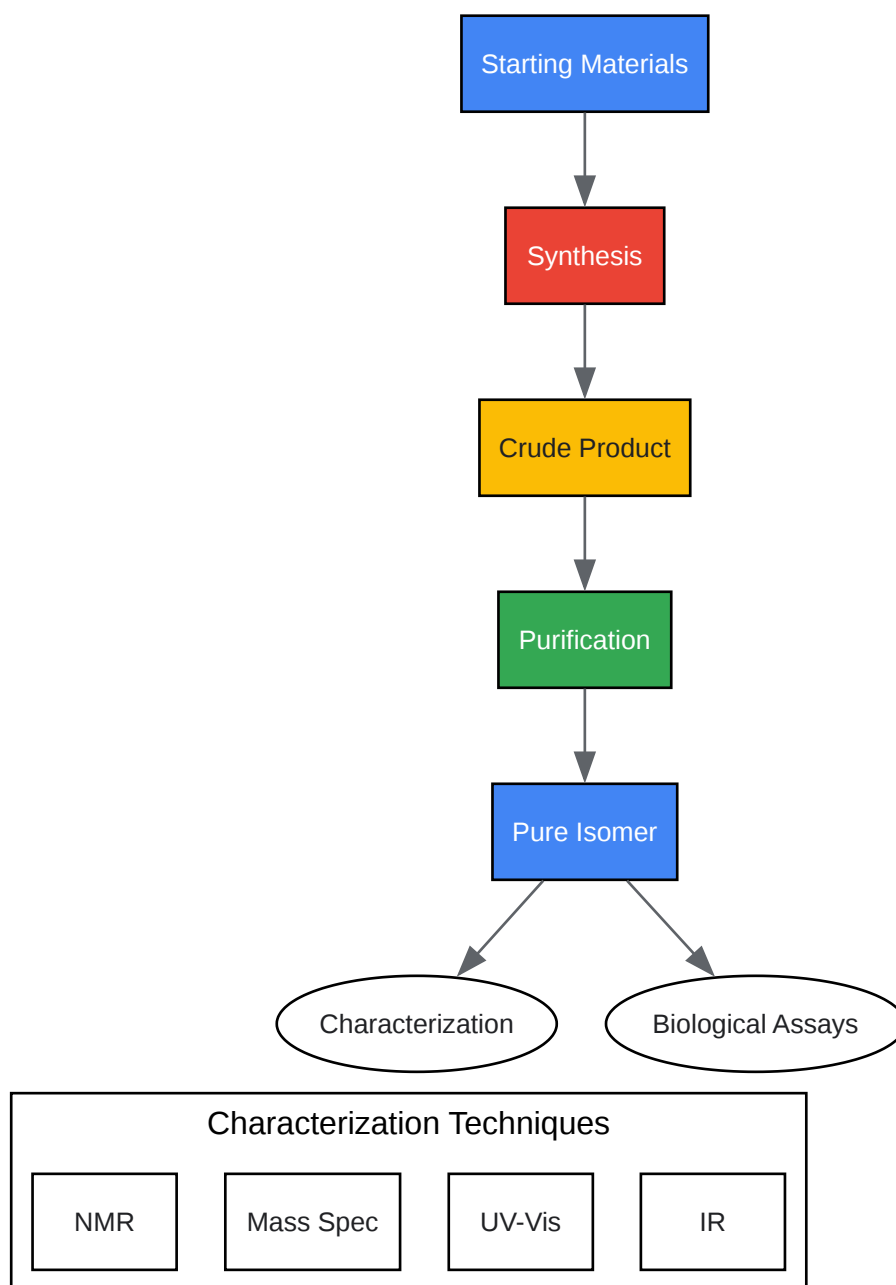 Starting Materials
Synthesis
Crude Product
Purification
Pure Isomer
Characterization
Biological Assays
Characterization Techniques
NMR
Mass Spec
UV-Vis
IR